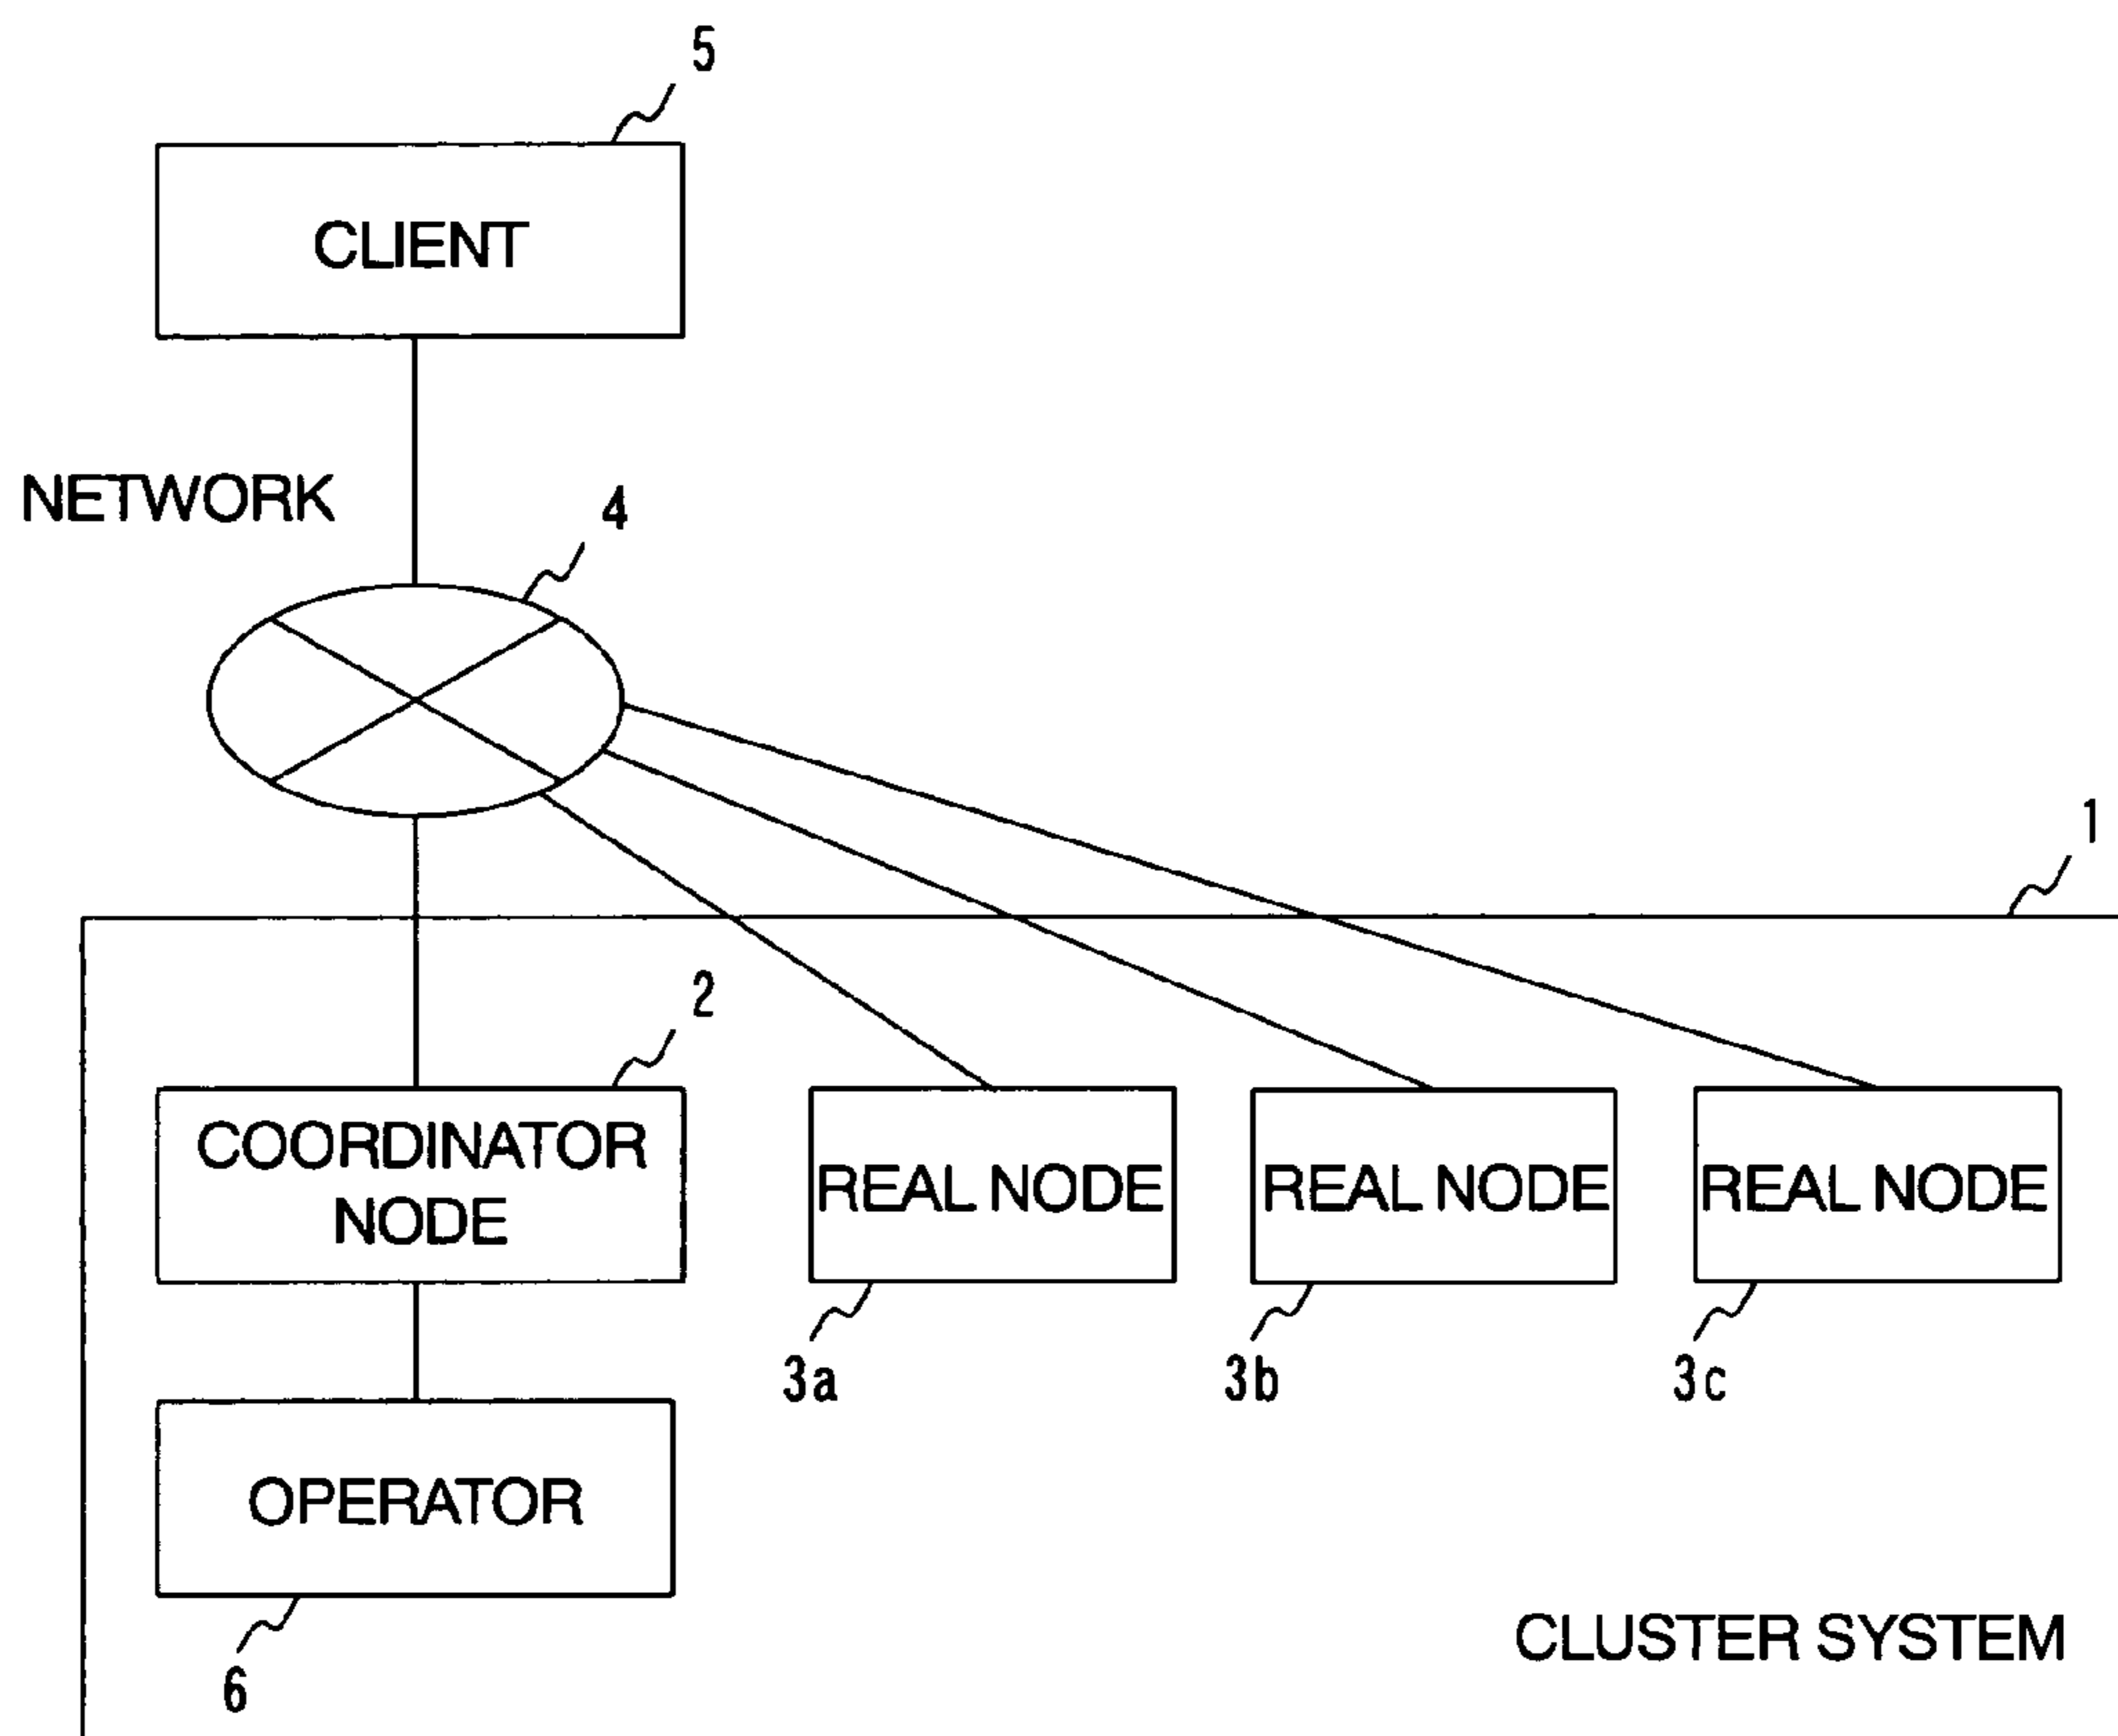 5
CLIENT
NETWORK
4
1
2
COORDINATOR
NODE
REAL NODE
REAL NODE
REAL NODE
3a
3b
3c
OPERATOR
6
CLUSTER SYSTEM